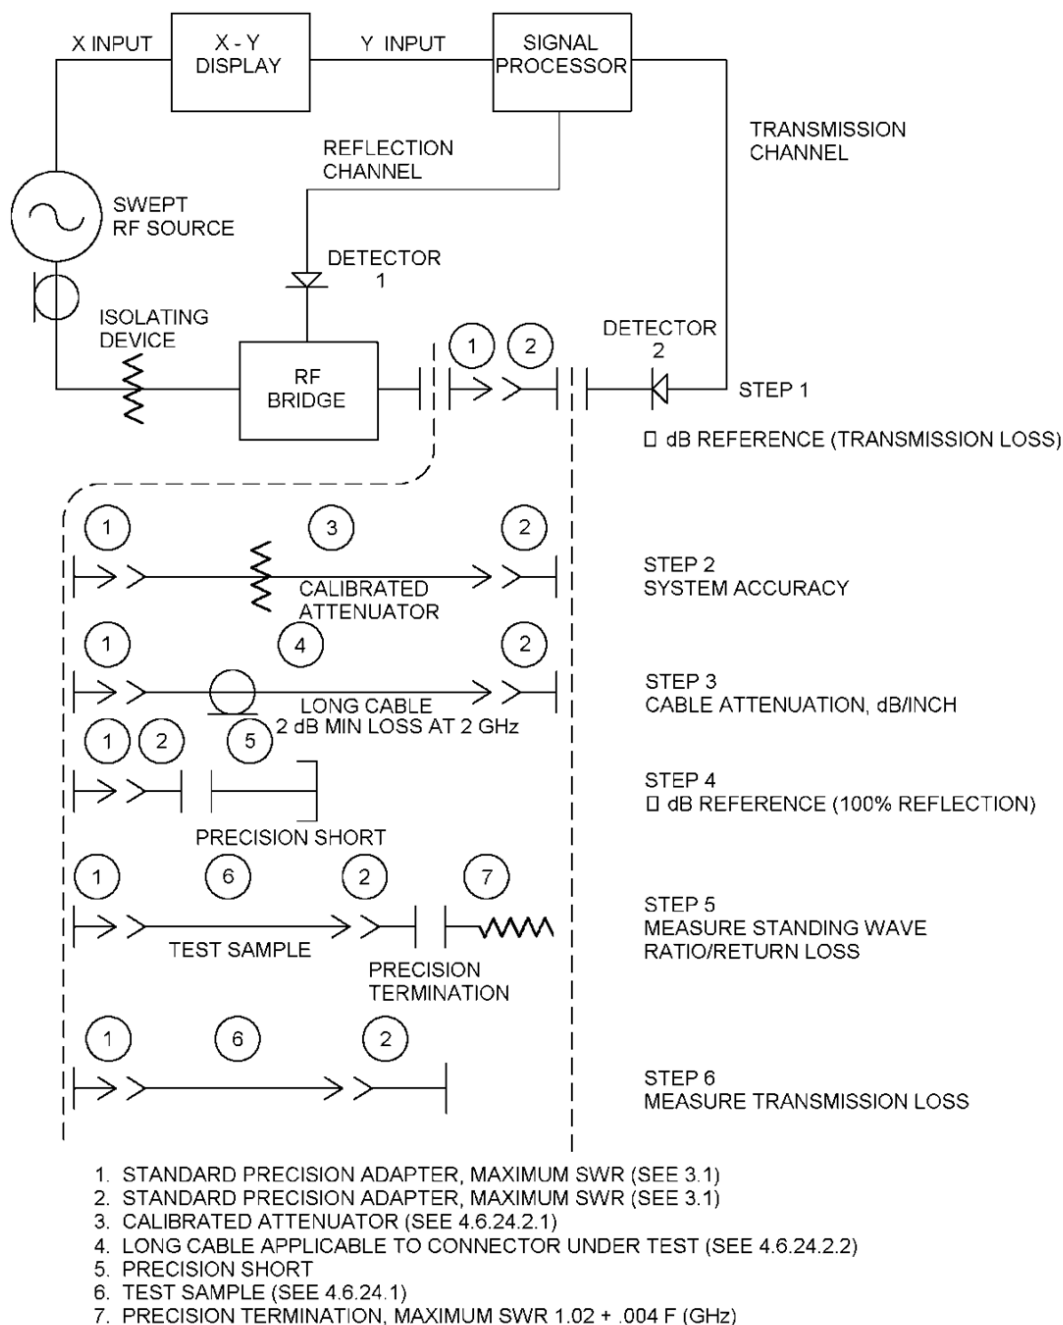 X INPUT
X - Y
DISPLAY
Y INPUT
SIGNAL
PROCESSOR
TRANSMISSION
CHANNEL
REFLECTION
CHANNEL
SWEPT
RF SOURCE
DETECTOR
1
ISOLATING
DEVICE
RF
BRIDGE
1
2
DETECTOR
2
STEP 1
▯ dB REFERENCE (TRANSMISSION LOSS)
1
3
2
CALIBRATED
ATTENUATOR
STEP 2
SYSTEM ACCURACY
1
4
2
LONG CABLE
2 dB MIN LOSS AT 2 GHz
STEP 3
CABLE ATTENUATION, dB/INCH
1
2
5
PRECISION SHORT
STEP 4
▯ dB REFERENCE (100% REFLECTION)
1
6
2
7
TEST SAMPLE
PRECISION
TERMINATION
STEP 5
MEASURE STANDING WAVE
RATIO/RETURN LOSS
1
6
2
STEP 6
MEASURE TRANSMISSION LOSS
1. STANDARD PRECISION ADAPTER, MAXIMUM SWR (SEE 3.1)
2. STANDARD PRECISION ADAPTER, MAXIMUM SWR (SEE 3.1)
3. CALIBRATED ATTENUATOR (SEE 4.6.24.2.1)
4. LONG CABLE APPLICABLE TO CONNECTOR UNDER TEST (SEE 4.6.24.2.2)
5. PRECISION SHORT
6. TEST SAMPLE (SEE 4.6.24.1)
7. PRECISION TERMINATION, MAXIMUM SWR 1.02 + .004 F (GHz)